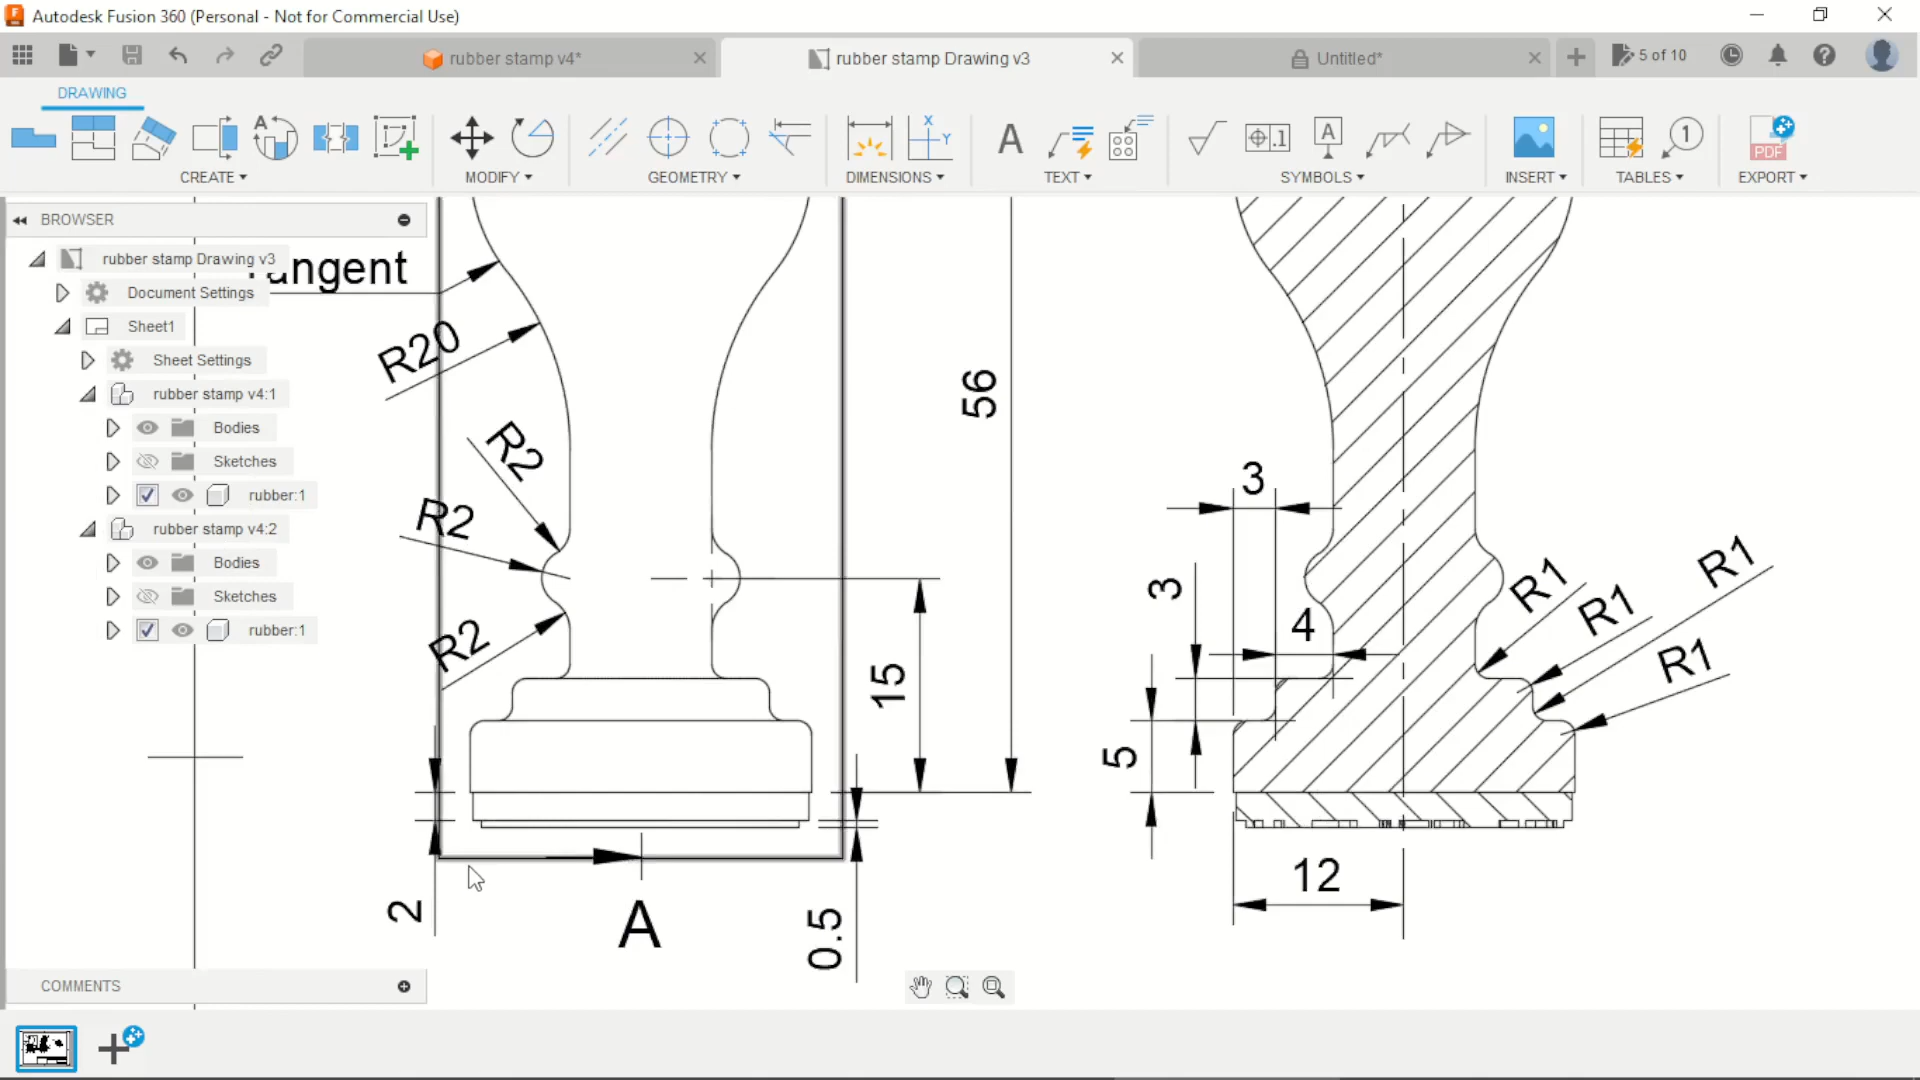 Autodesk Fusion 360 (Personal - Not for Commercial Use)
rubber stamp v4*
rubber stamp Drawing v3
Untitled*
5 of 10
DRAWING
CREATE
MODIFY
GEOMETRY
DIMENSIONS
TEXT
SYMBOLS
INSERT
TABLES
EXPORT
PDF
BROWSER
rubber stamp Drawing v3
Document Settings
Sheet1
Sheet Settings
rubber stamp v4:1
Bodies
Sketches
rubber:1
rubber stamp v4:2
Bodies
Sketches
rubber:1
Tangent
R20
R2
R2
R2
56
15
2
0.5
A
3
3
4
5
12
R1
R1
R1
R1
COMMENTS